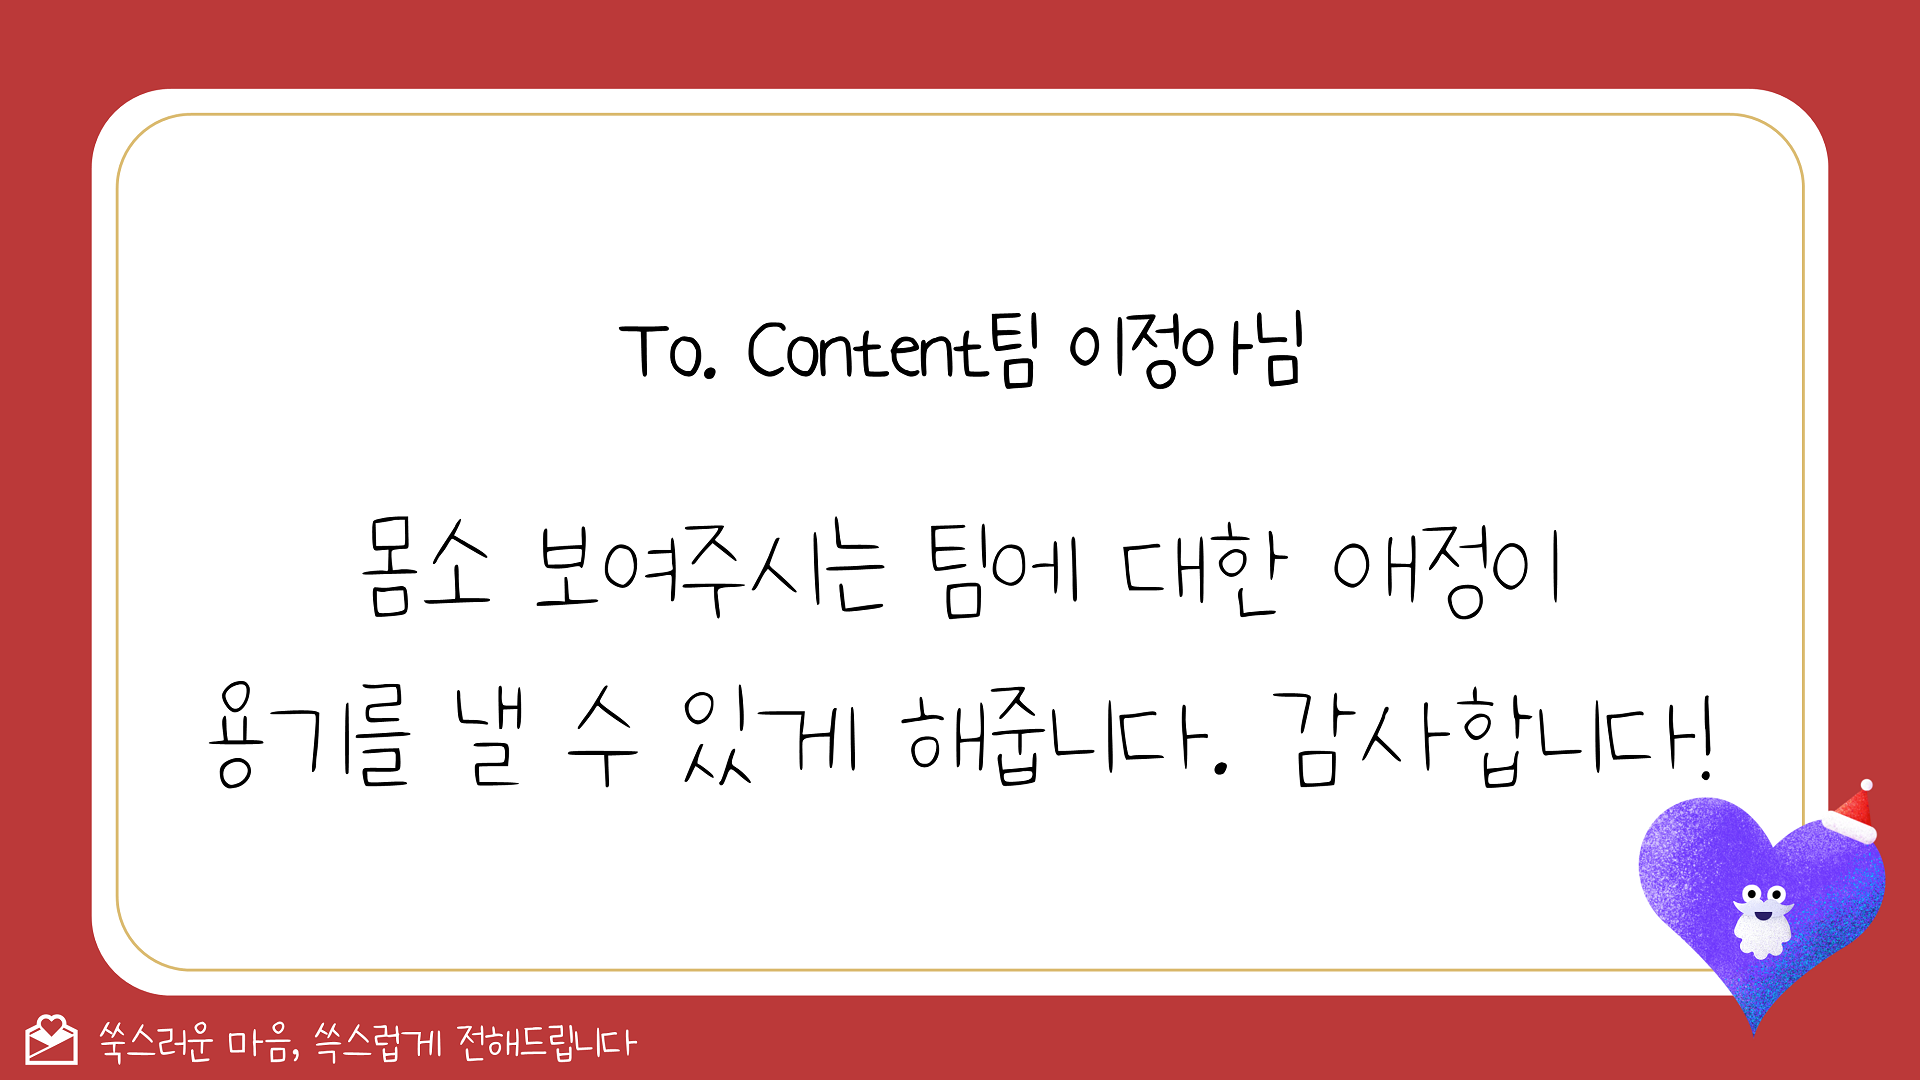 To. Content팀 이정아님
몸소 보여주시는 팀에 대한 애정이
용기를 낼 수 있게 해줍니다. 감사합니다!
쑥스러운 마음, 쓱스럽게 전해드립니다